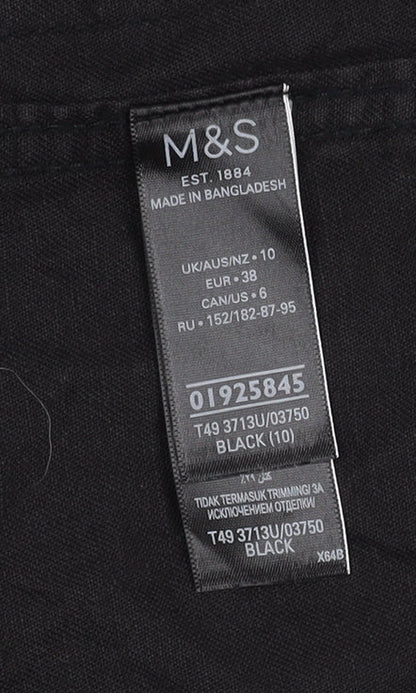 M&S
EST. 1884
MADE IN BANGLADESH
UK/AUS/NZ • 10
EUR • 38
CAN/US • 6
RU • 152/182-87-95
01925845
T49 3713U/03750
BLACK (10)
TIDAK TERMASUK TRIMMING/ ЗА
ИСКЛЮЧЕНИЕМ ОТДЕЛКИ/
T49 3713U/03750
BLACK
X64B